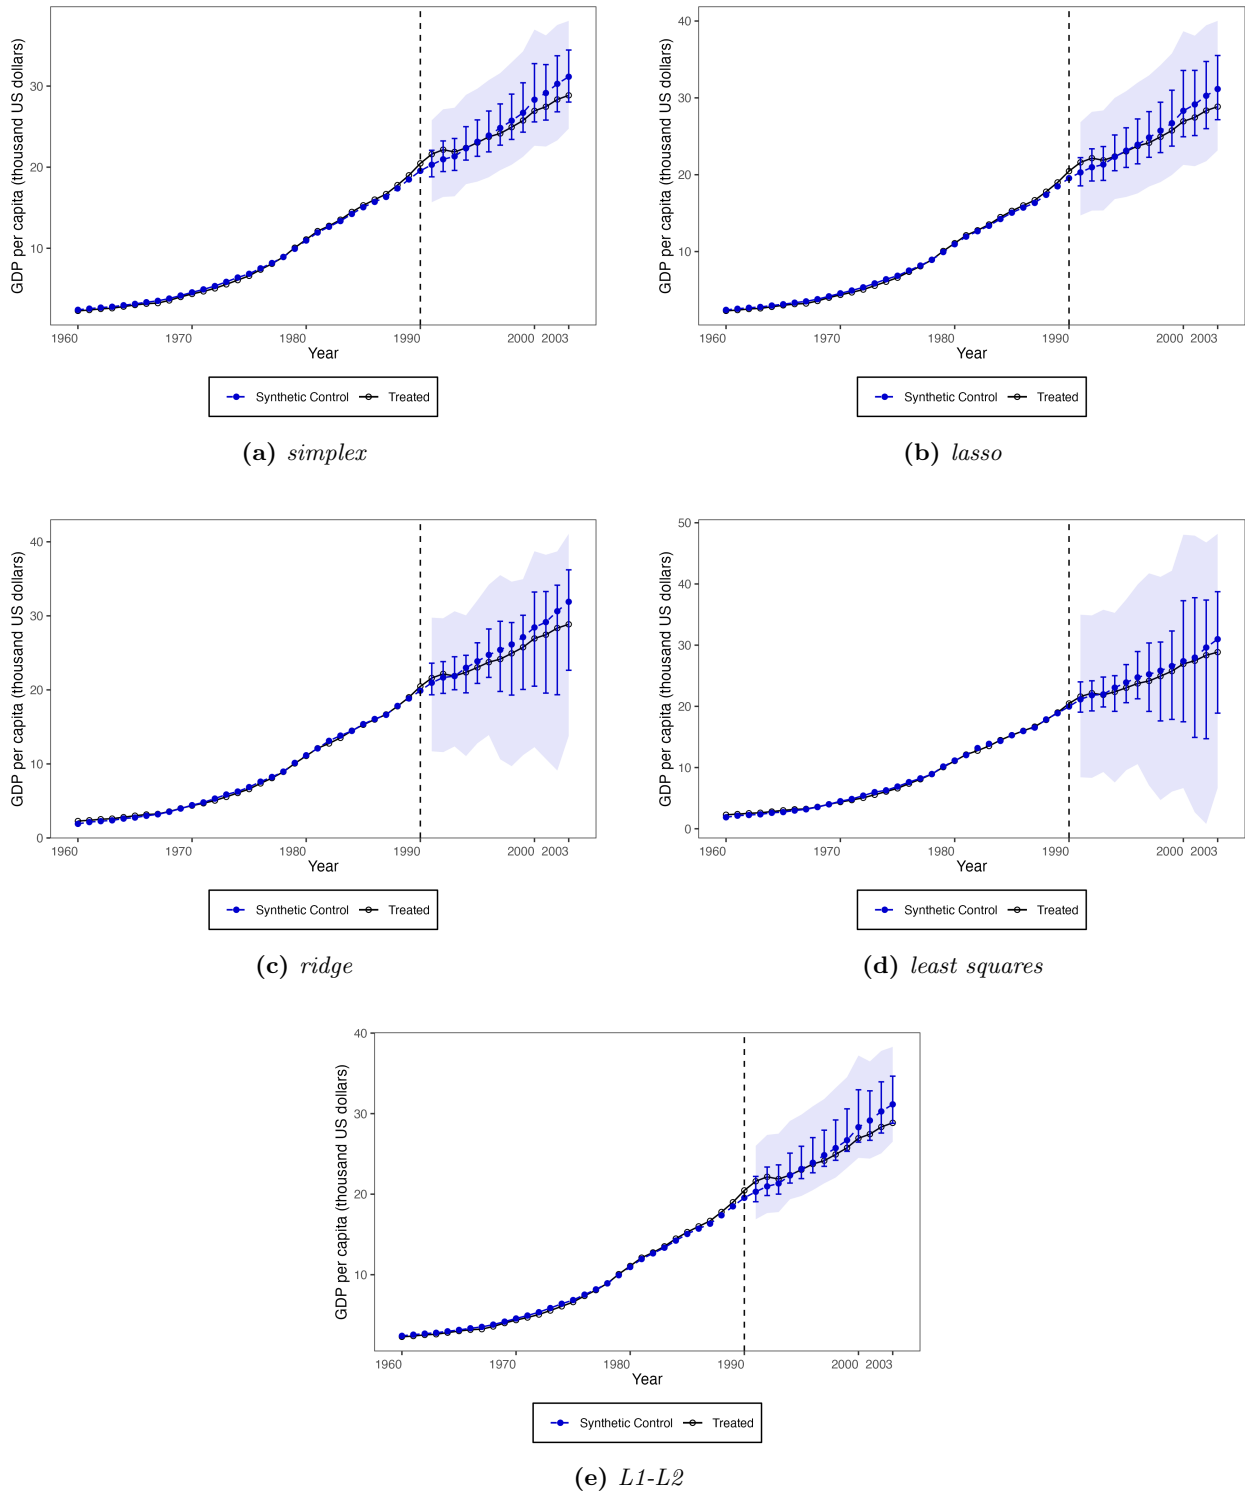 GDP per capita (thousand US dollars)
30
20
10
1960 1970 1980 1990 2000 2003
Year
Synthetic Control Treated
(a) simplex
GDP per capita (thousand US dollars)
40
30
20
10
1960 1970 1980 1990 2000 2003
Year
Synthetic Control Treated
(b) lasso
GDP per capita (thousand US dollars)
40
30
20
10
0
1960 1970 1980 1990 2000 2003
Year
Synthetic Control Treated
(c) ridge
GDP per capita (thousand US dollars)
50
40
30
20
10
0
1960 1970 1980 1990 2000 2003
Year
Synthetic Control Treated
(d) least squares
GDP per capita (thousand US dollars)
40
30
20
10
1960 1970 1980 1990 2000 2003
Year
Synthetic Control Treated
(e) L1-L2